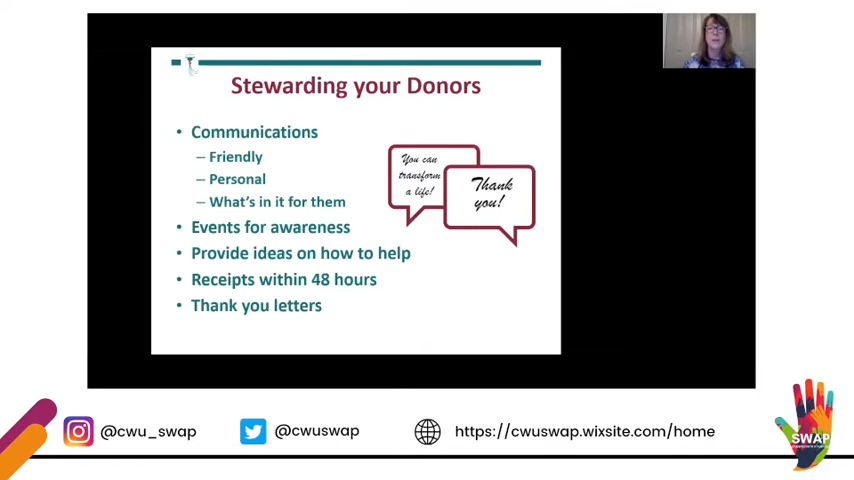 Stewarding your Donors
• Communications
– Friendly
– Personal
– What's in it for them
• Events for awareness
• Provide ideas on how to help
• Receipts within 48 hours
• Thank you letters
You can
transform
a life!
Thank
you!
@cwu_swap
@cwuswap
https://cwuswap.wixsite.com/home
SWAP